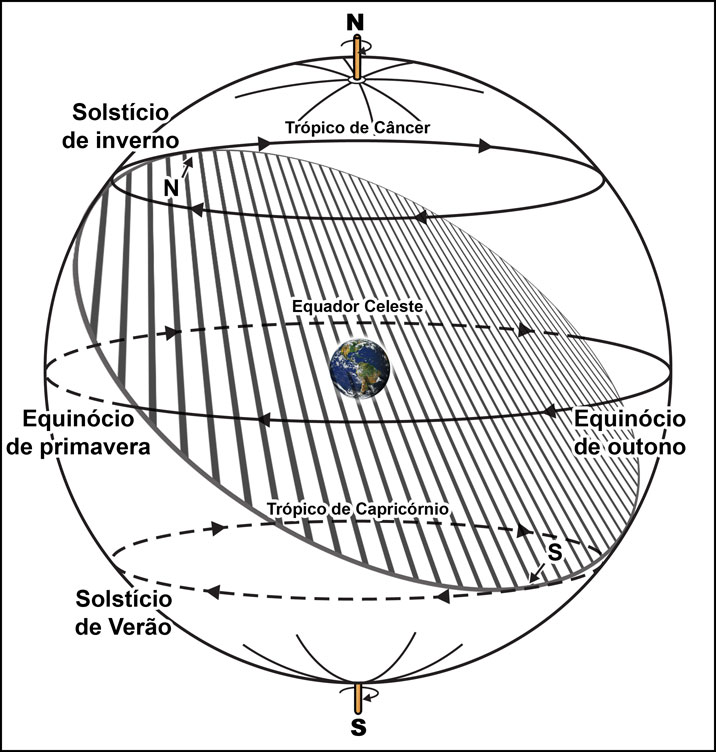 N
Solstício
de inverno
Trópico de Câncer
N
Equador Celeste
Equinócio
de primavera
Equinócio
de outono
Trópico de Capricórnio
S
Solstício
de Verão
S